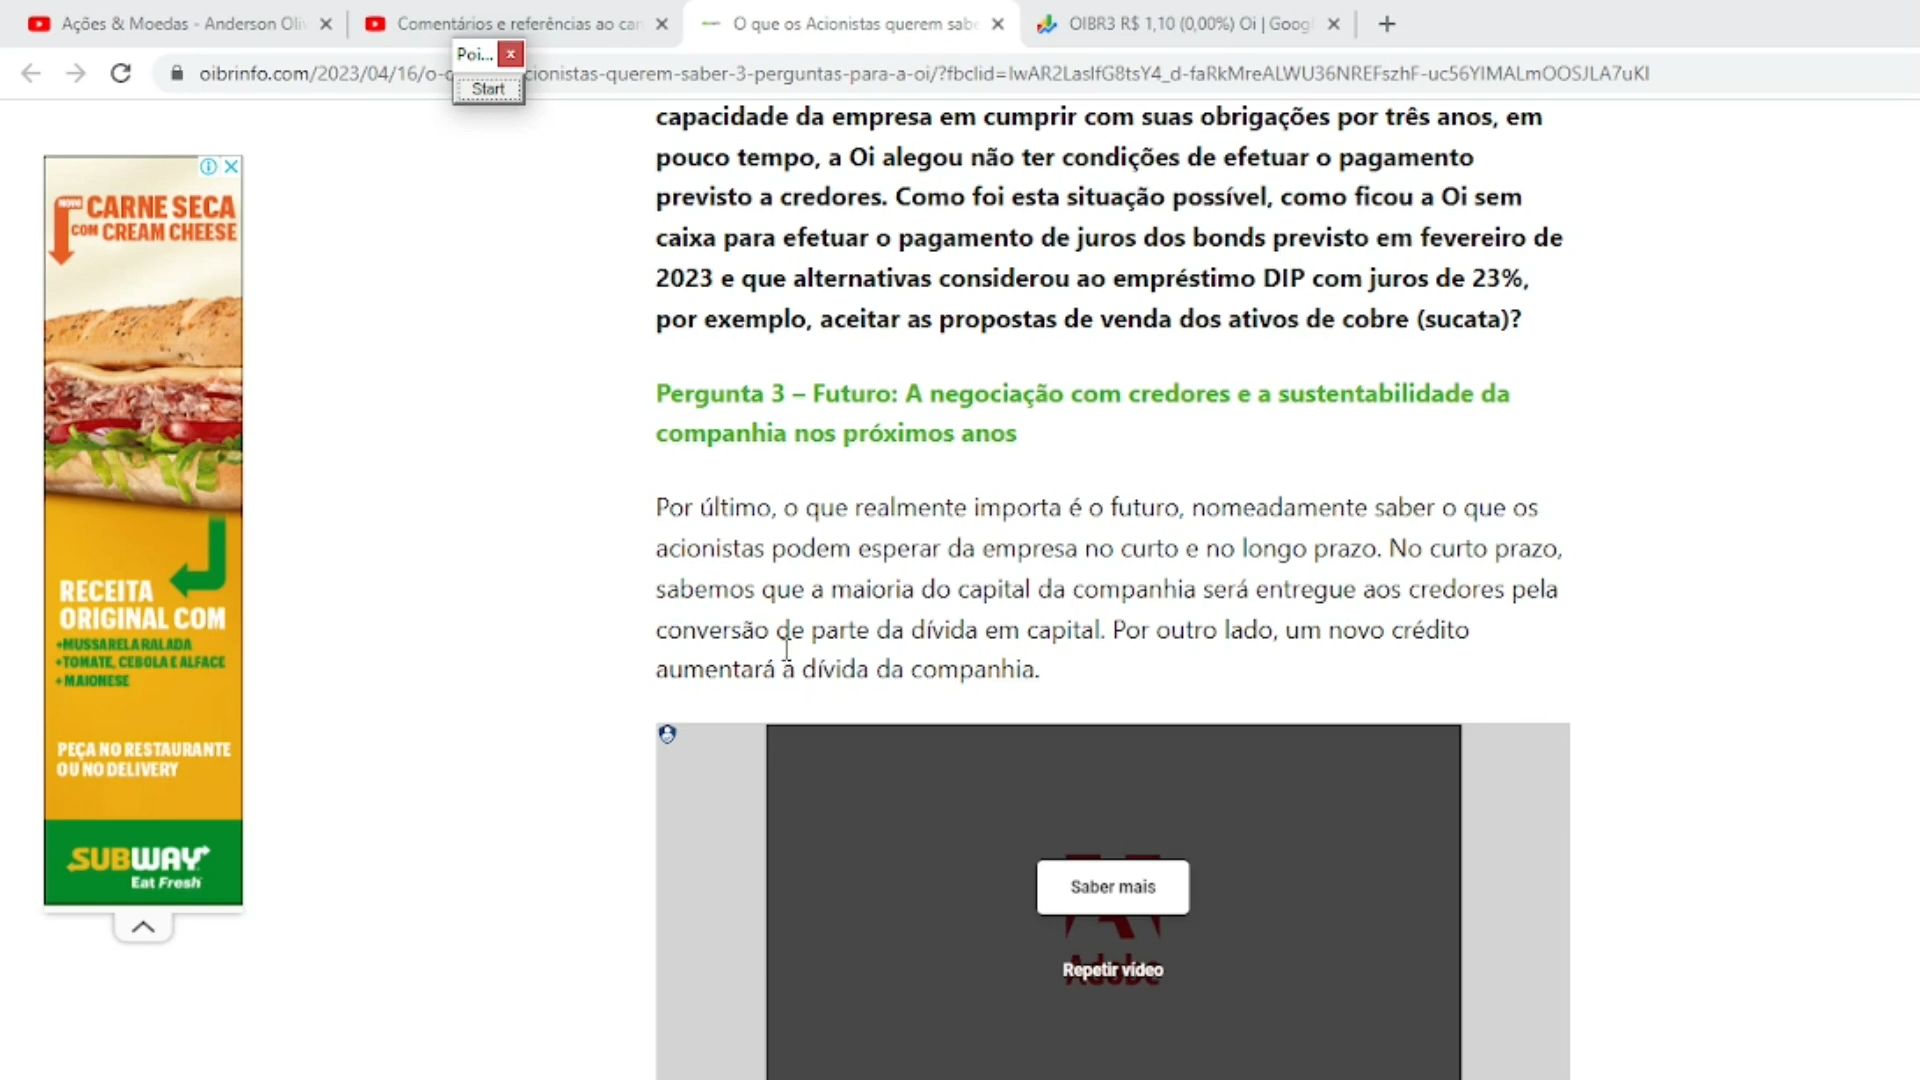 Ações & Moedas - Anderson Oli
Comentários e referências ao can
O que os Acionistas querem sabe
OIBR3 R$ 1,10 (0,00%) Oi | Goog
Poi...
Start
oibrinfo.com/2023/04/16/o-
cionistas-querem-saber-3-perguntas-para-a-oi/?fbclid=IwAR2LaslfG8tsY4_d-faRkMreALWU36NREFszhF-uc56YIMALmOOSJLA7uKI
capacidade da empresa em cumprir com suas obrigações por três anos, em
pouco tempo, a Oi alegou não ter condições de efetuar o pagamento
previsto a credores. Como foi esta situação possível, como ficou a Oi sem
caixa para efetuar o pagamento de juros dos bonds previsto em fevereiro de
2023 e que alternativas considerou ao empréstimo DIP com juros de 23%,
por exemplo, aceitar as propostas de venda dos ativos de cobre (sucata)?
Pergunta 3 – Futuro: A negociação com credores e a sustentabilidade da
companhia nos próximos anos
Por último, o que realmente importa é o futuro, nomeadamente saber o que os
acionistas podem esperar da empresa no curto e no longo prazo. No curto prazo,
sabemos que a maioria do capital da companhia será entregue aos credores pela
conversão de parte da dívida em capital. Por outro lado, um novo crédito
aumentará a dívida da companhia.
NOVO
CARNE SECA
COM CREAM CHEESE
RECEITA
ORIGINAL COM
+MUSSARELA RALADA
+TOMATE, CEBOLA E ALFACE
+MAIONESE
PEÇA NO RESTAURANTE
OU NO DELIVERY
SUBWAY
Eat Fresh
Saber mais
Repetir vídeo
Adobe